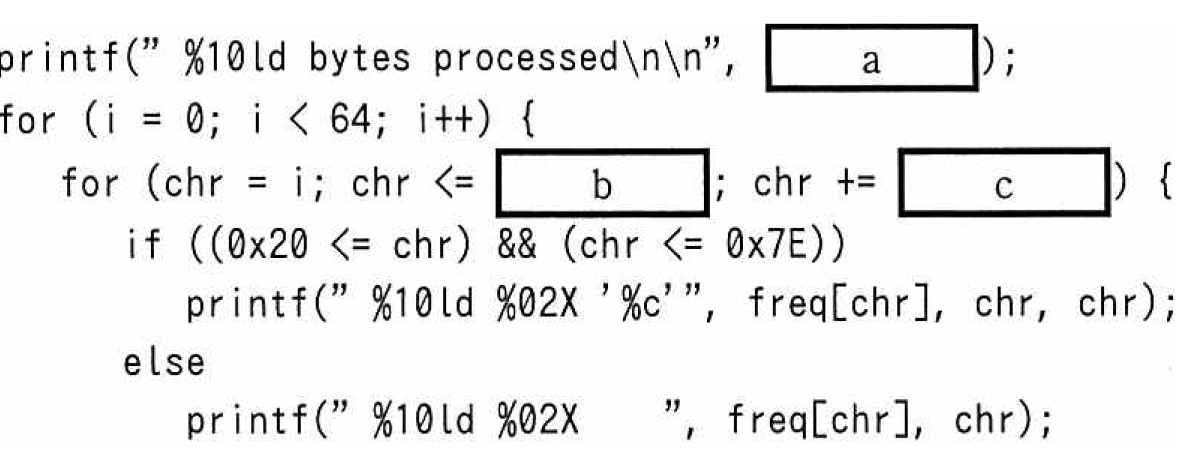 printf(” %10ld bytes processed\n\n”, a );
for (i = 0; i < 64; i++) {
for (chr = i; chr <= b ; chr += c ) {
if ((0x20 <= chr) && (chr <= 0x7E))
printf(” %10ld %02X ’%c’”, freq[chr], chr, chr);
else
printf(” %10ld %02X    ”, freq[chr], chr);